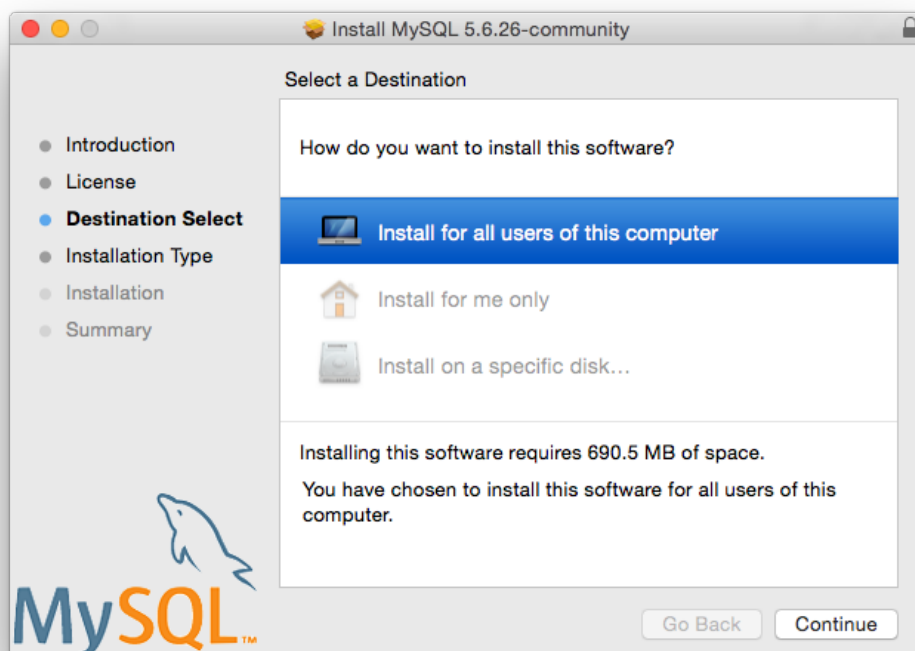 Install MySQL 5.6.26-community
Select a Destination
Introduction
License
Destination Select
Installation Type
Installation
Summary
How do you want to install this software?
Install for all users of this computer
Install for me only
Install on a specific disk...
Installing this software requires 690.5 MB of space.
You have chosen to install this software for all users of this
computer.
MySQL™
Go Back
Continue